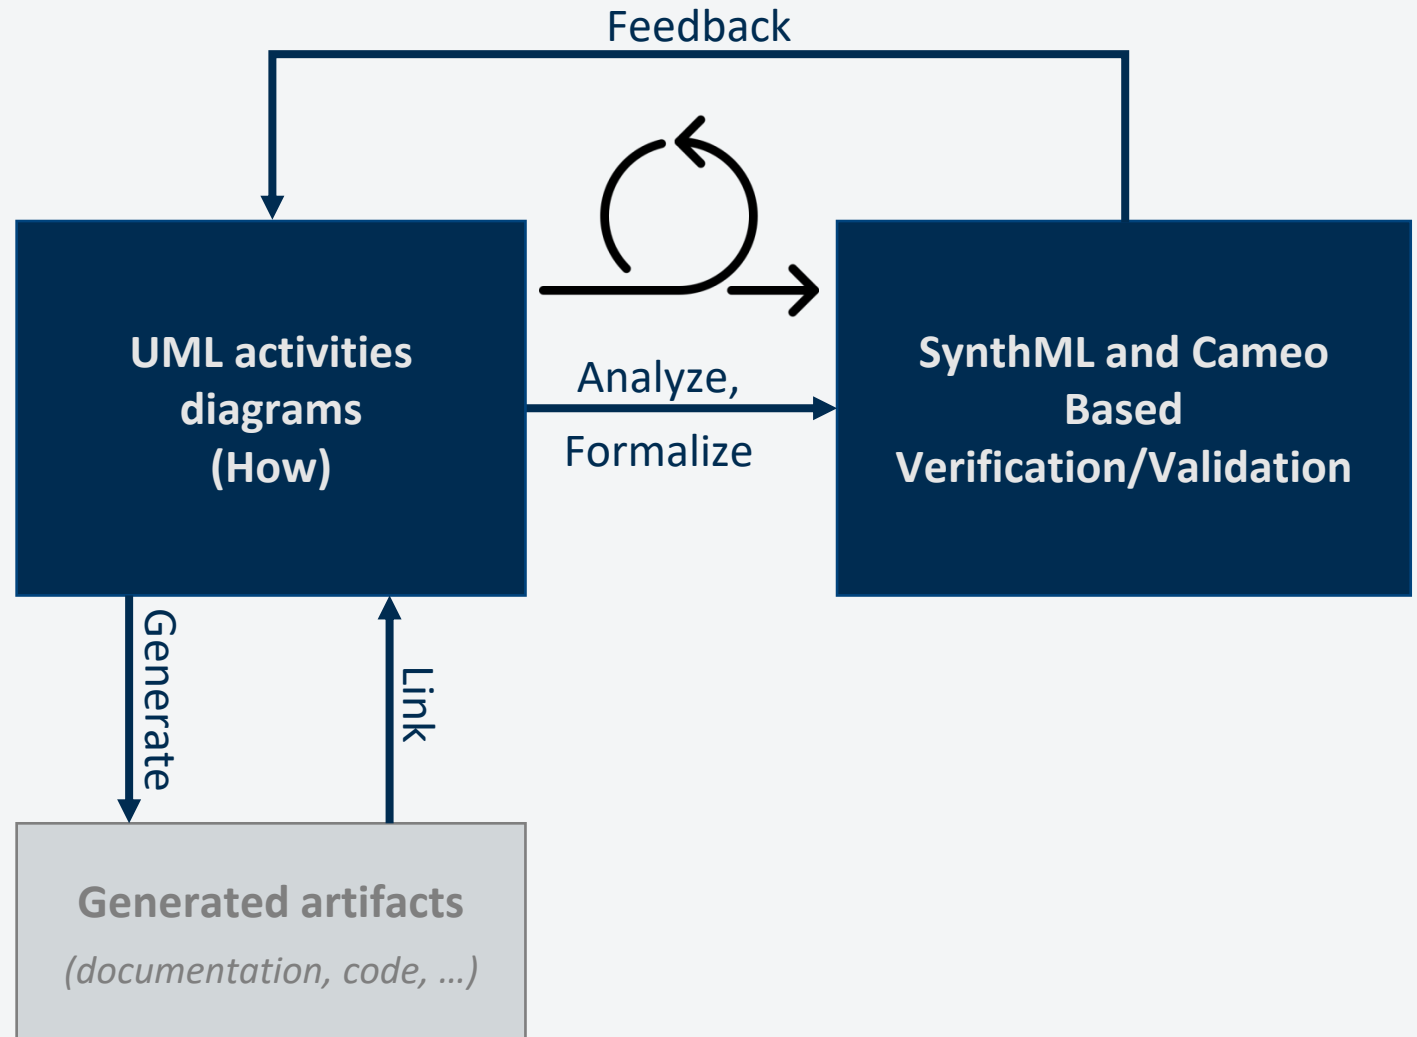 Feedback
UML activities
diagrams
(How)
Analyze,
Formalize
SynthML and Cameo
Based
Verification/Validation
Generate
Link
Generated artifacts
(documentation, code, …)